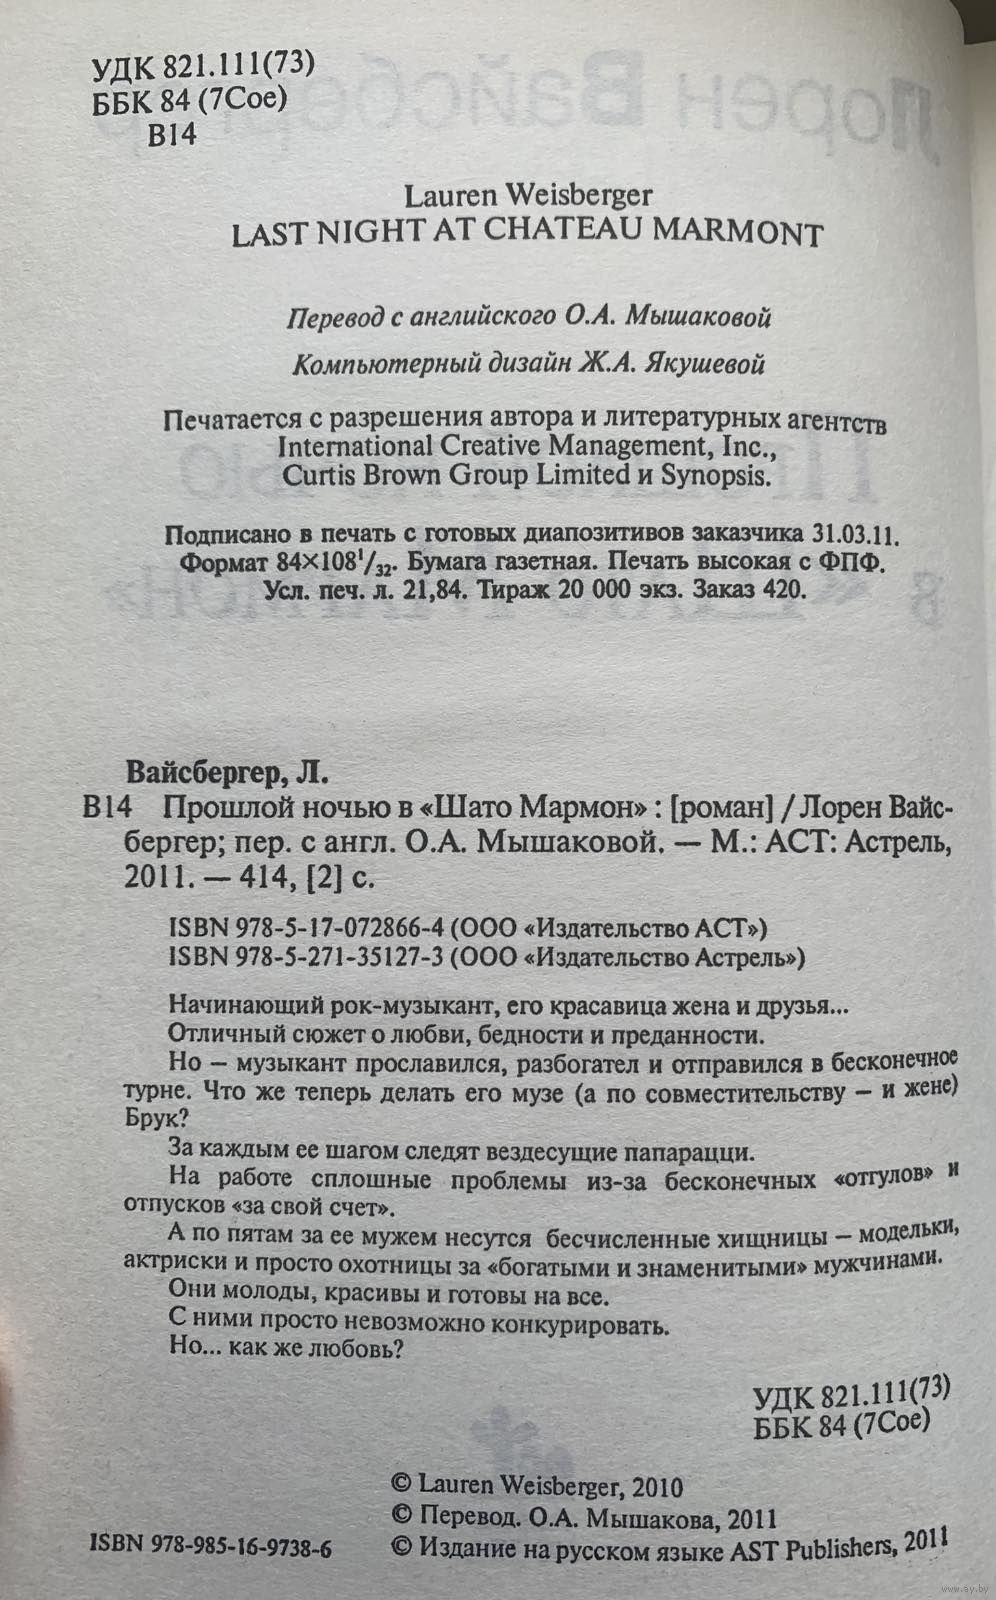 УДК 821.111(73)
ББК 84 (7Сое)
В14
Lauren Weisberger
LAST NIGHT AT CHATEAU MARMONT
Перевод с английского О.А. Мышаковой
Компьютерный дизайн Ж.А. Якушевой
Печатается с разрешения автора и литературных агентств
International Creative Management, Inc.,
Curtis Brown Group Limited и Synopsis.
Подписано в печать с готовых диапозитивов заказчика 31.03.11.
Формат 84×108¹/₃₂. Бумага газетная. Печать высокая с ФПФ.
Усл. печ. л. 21,84. Тираж 20 000 экз. Заказ 420.
Вайсбергер, Л.
В14 Прошлой ночью в «Шато Мармон» : [роман] / Лорен Вайс-
бергер; пер. с англ. О.А. Мышаковой. — М.: АСТ: Астрель,
2011. — 414, [2] с.
ISBN 978-5-17-072866-4 (ООО «Издательство АСТ»)
ISBN 978-5-271-35127-3 (ООО «Издательство Астрель»)
Начинающий рок-музыкант, его красавица жена и друзья...
Отличный сюжет о любви, бедности и преданности.
Но – музыкант прославился, разбогател и отправился в бесконечное
турне. Что же теперь делать его музе (а по совместительству – и жене)
Брук?
За каждым ее шагом следят вездесущие папарацци.
На работе сплошные проблемы из-за бесконечных «отгулов» и
отпусков «за свой счет».
А по пятам за ее мужем несутся бесчисленные хищницы – модельки,
актриски и просто охотницы за «богатыми и знаменитыми» мужчинами.
Они молоды, красивы и готовы на все.
С ними просто невозможно конкурировать.
Но... как же любовь?
УДК 821.111(73)
ББК 84 (7Сое)
© Lauren Weisberger, 2010
© Перевод. О.А. Мышакова, 2011
ISBN 978-985-16-9738-6 © Издание на русском языке AST Publishers, 2011
www.ay.by